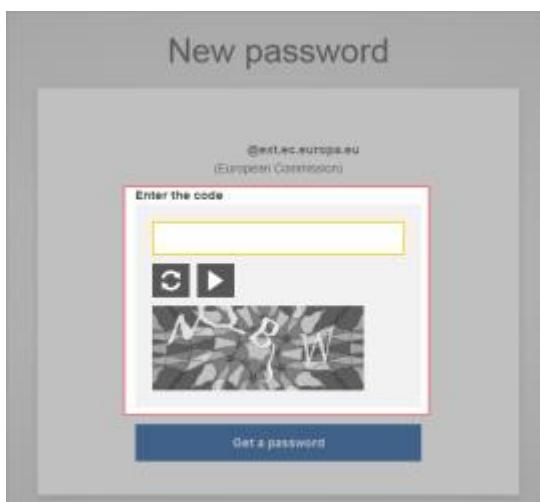 New password
@ext.ec.europa.eu
(European Commission)
Enter the code
Get a password